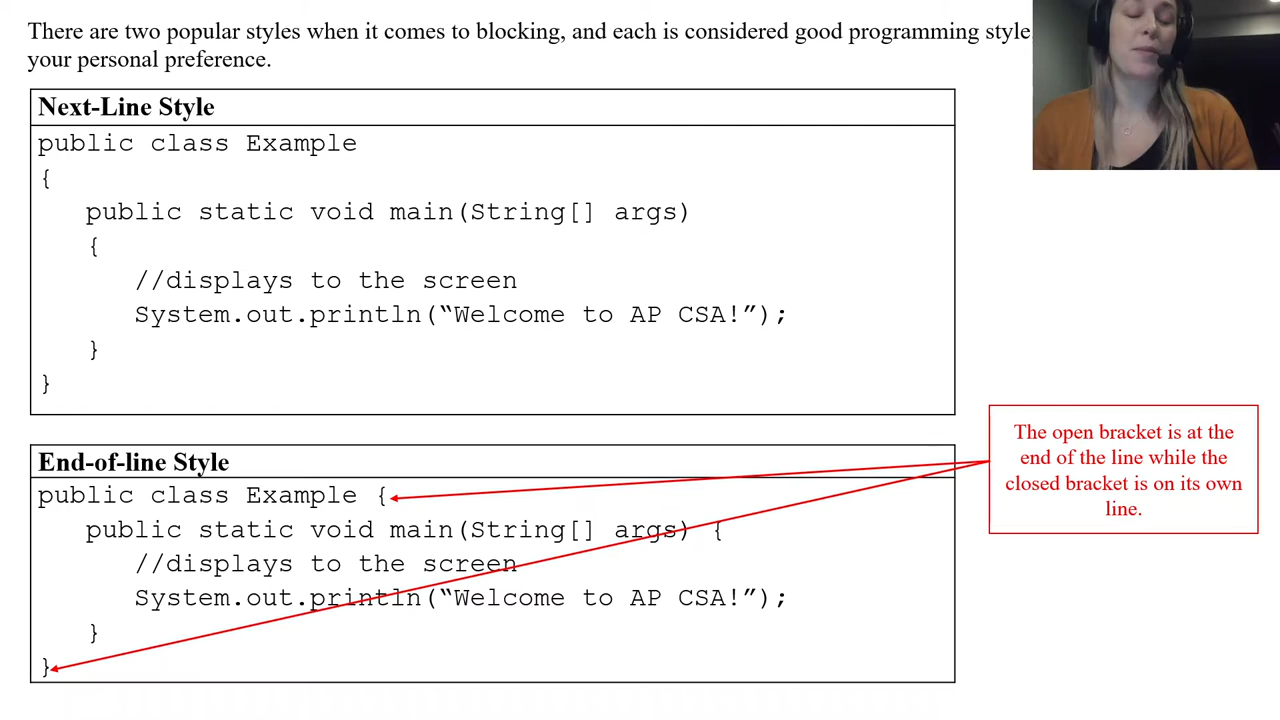 There are two popular styles when it comes to blocking, and each is considered good programming style
your personal preference.
Next-Line Style
public class Example
{
public static void main(String[] args)
{
//displays to the screen
System.out.println(“Welcome to AP CSA!”);
}
}
End-of-line Style
public class Example {
public static void main(String[] args) {
//displays to the screen
System.out.println(“Welcome to AP CSA!”);
}
}
The open bracket is at the
end of the line while the
closed bracket is on its own
line.